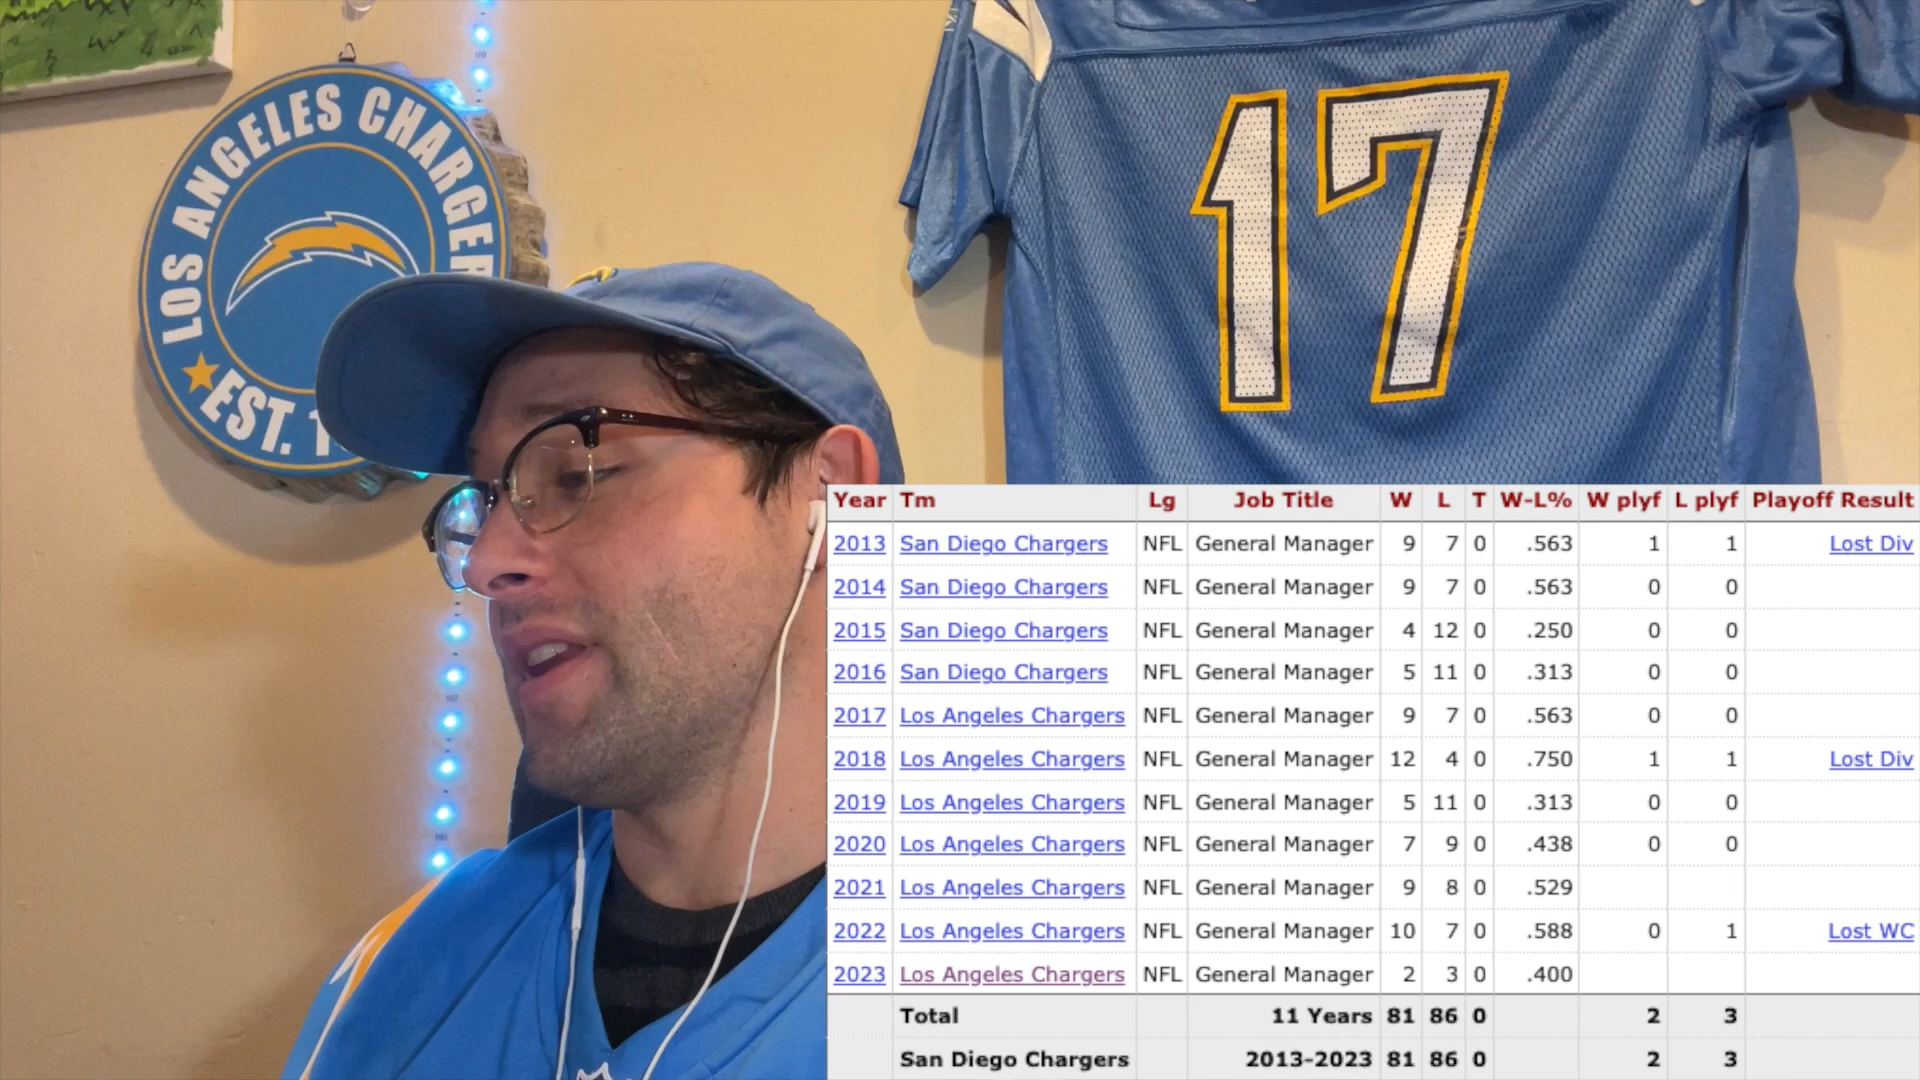 LOS ANGELES CHARGER
EST. 1
17
Year Tm Lg Job Title W L T W-L% W plyf L plyf Playoff Result
2013 San Diego Chargers NFL General Manager 9 7 0 .563 1 1 Lost Div
2014 San Diego Chargers NFL General Manager 9 7 0 .563 0 0
2015 San Diego Chargers NFL General Manager 4 12 0 .250 0 0
2016 San Diego Chargers NFL General Manager 5 11 0 .313 0 0
2017 Los Angeles Chargers NFL General Manager 9 7 0 .563 0 0
2018 Los Angeles Chargers NFL General Manager 12 4 0 .750 1 1 Lost Div
2019 Los Angeles Chargers NFL General Manager 5 11 0 .313 0 0
2020 Los Angeles Chargers NFL General Manager 7 9 0 .438 0 0
2021 Los Angeles Chargers NFL General Manager 9 8 0 .529
2022 Los Angeles Chargers NFL General Manager 10 7 0 .588 0 1 Lost WC
2023 Los Angeles Chargers NFL General Manager 2 3 0 .400
Total 11 Years 81 86 0 2 3
San Diego Chargers 2013-2023 81 86 0 2 3